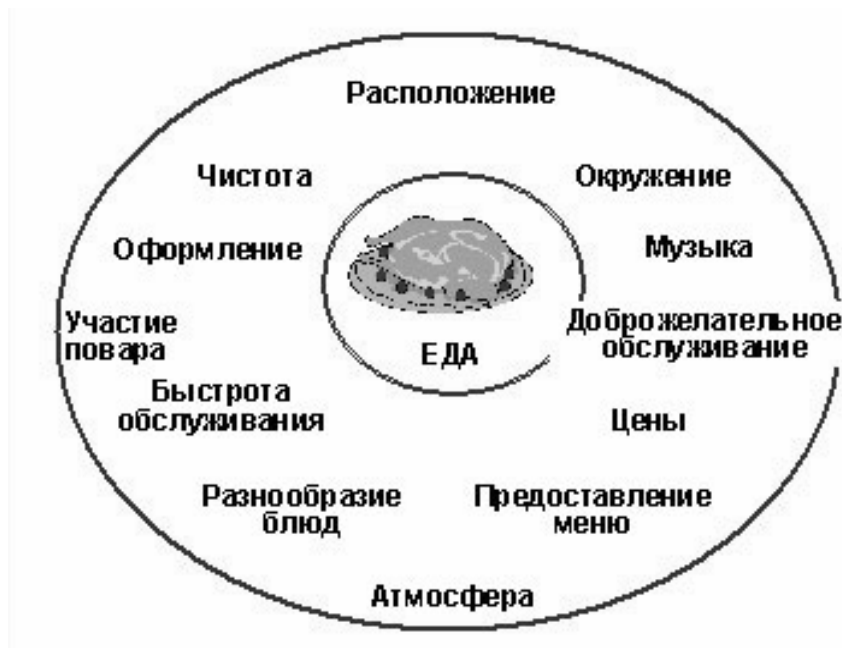 Расположение
Чистота
Окружение
Оформление
Музыка
Участие
повара
Доброжелательное
обслуживание
ЕДА
Быстрота
обслуживания
Цены
Разнообразие
блюд
Предоставление
меню
Атмосфера